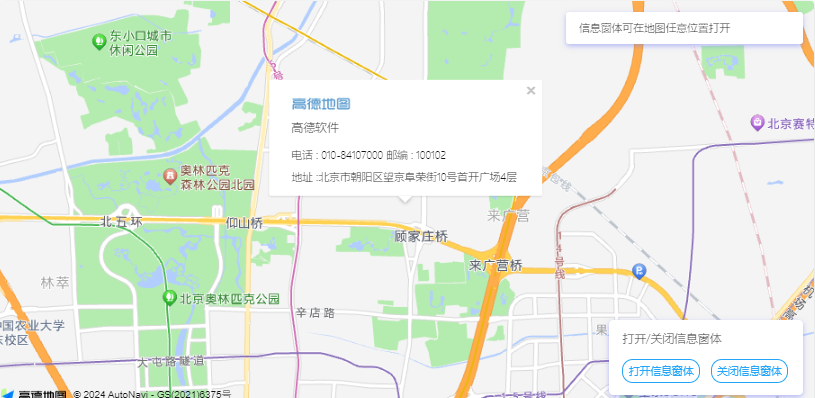 东小口城市
休闲公园
信息窗体可在地图任意位置打开
高德地图
高德软件
电话 : 010-84107000 邮编 : 100102
地址 :北京市朝阳区望京阜荣街10号首开广场4层
北京赛特
奥林匹克
森林公园北园
北五环
仰山桥
来广营
顾家庄桥
来广营桥
14号线
林萃
北京奥林匹克公园
辛店路
中国农业大学
东校区
大屯路隧道
果
打开/关闭信息窗体
打开信息窗体
关闭信息窗体
高德地图
© 2024 AutoNavi - GS(2021)6375号